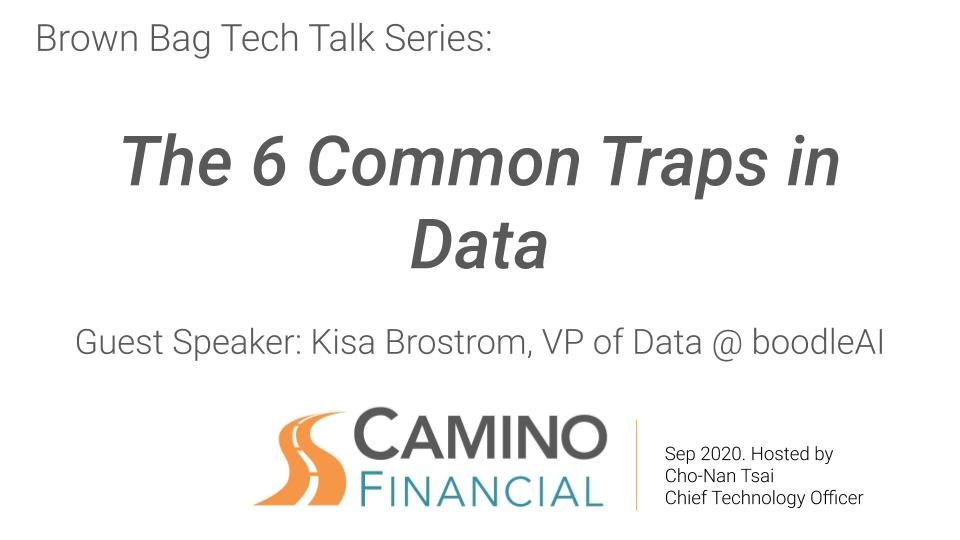 Brown Bag Tech Talk Series:
The 6 Common Traps in
Data
Guest Speaker: Kisa Brostrom, VP of Data @ boodleAI
CAMINO
FINANCIAL
Sep 2020. Hosted by
Cho-Nan Tsai
Chief Technology Officer